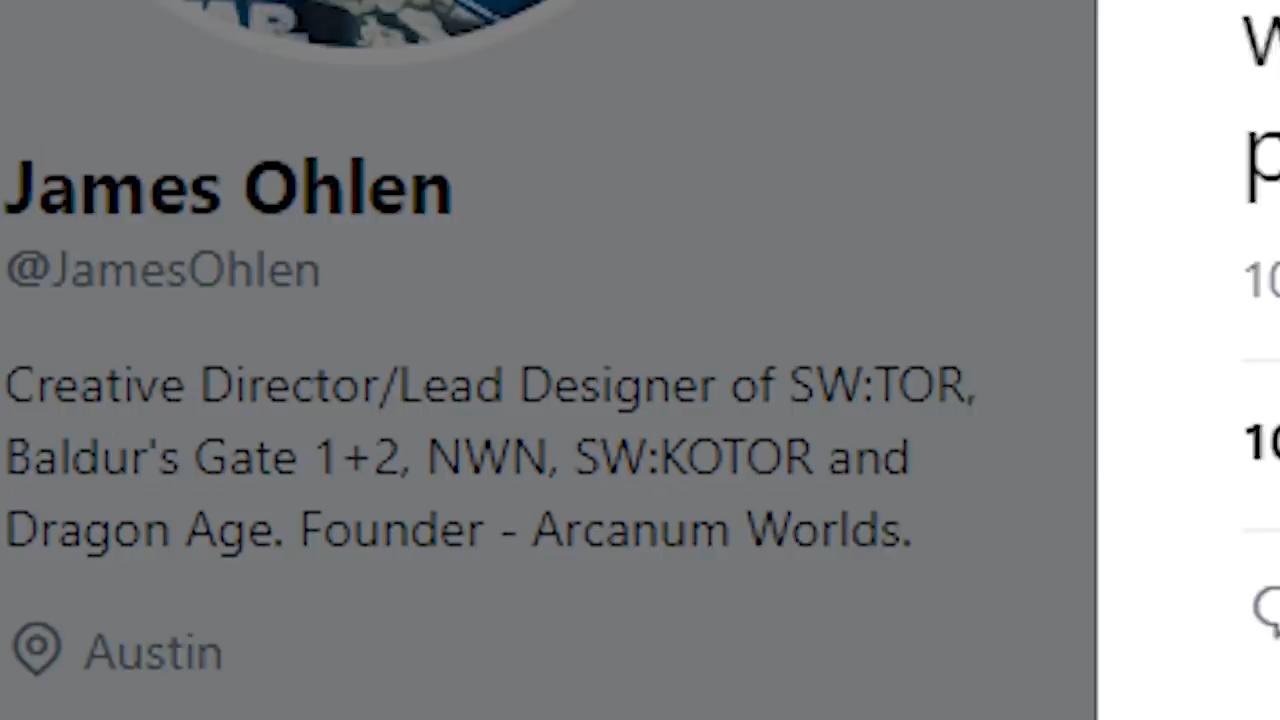 James Ohlen
@JamesOhlen
Creative Director/Lead Designer of SW:TOR,
Baldur's Gate 1+2, NWN, SW:KOTOR and
Dragon Age. Founder - Arcanum Worlds.
Austin